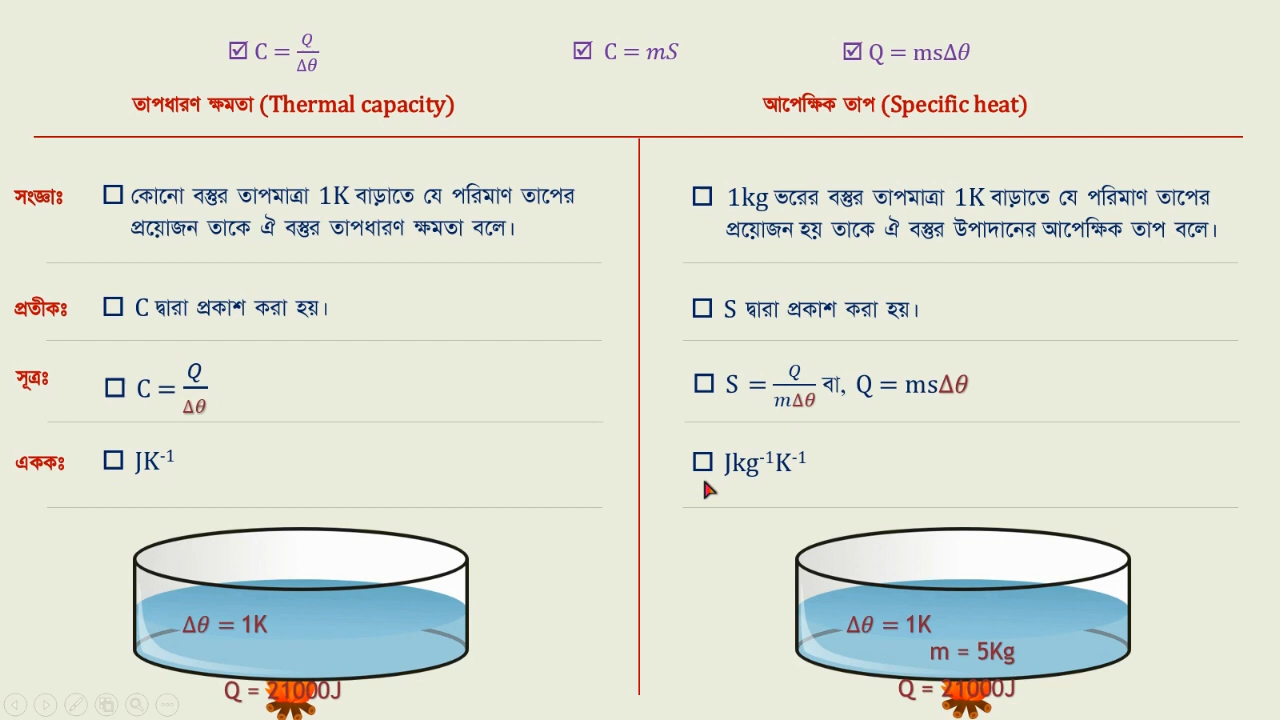 ☑ C = Q/Δθ ☑ C = mS ☑ Q = msΔθ
তাপধারণ ক্ষমতা (Thermal capacity)
আপেক্ষিক তাপ (Specific heat)
সংজ্ঞাঃ
☐ কোনো বস্তুর তাপমাত্রা 1K বাড়াতে যে পরিমাণ তাপের
প্রয়োজন তাকে ঐ বস্তুর তাপধারণ ক্ষমতা বলে।
☐ 1kg ভরের বস্তুর তাপমাত্রা 1K বাড়াতে যে পরিমাণ তাপের
প্রয়োজন হয় তাকে ঐ বস্তুর উপাদানের আপেক্ষিক তাপ বলে।
প্রতীকঃ
☐ C দ্বারা প্রকাশ করা হয়।
☐ S দ্বারা প্রকাশ করা হয়।
সূত্রঃ
☐ C = Q/Δθ
☐ S = Q/mΔθ বা, Q = msΔθ
এককঃ
☐ JK⁻¹
☐ Jkg⁻¹K⁻¹
Δθ = 1K
Q = 21000J
Δθ = 1K
m = 5Kg
Q = 21000J